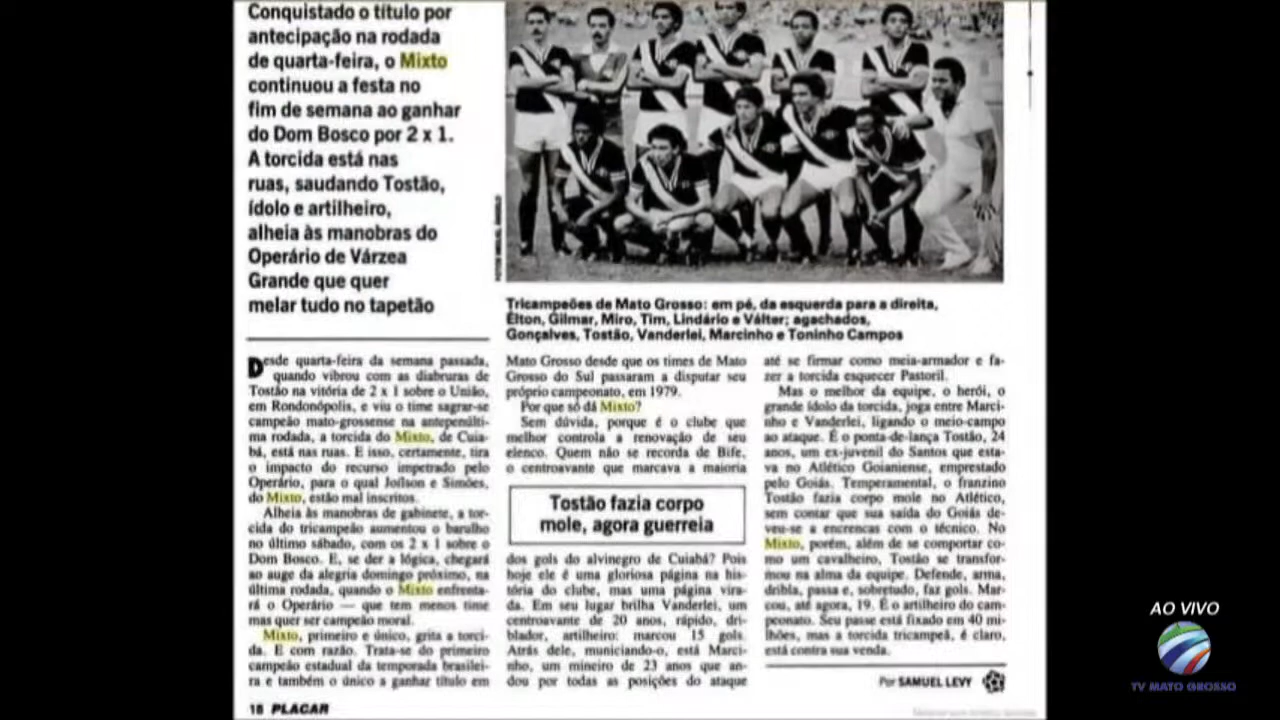 Conquistado o título por
antecipação na rodada
de quarta-feira, o Mixto
continuou a festa no
fim de semana ao ganhar
do Dom Bosco por 2 x 1.
A torcida está nas
ruas, saudando Tostão,
ídolo e artilheiro,
alheia às manobras do
Operário de Várzea
Grande que quer
melar tudo no tapetão
Tricampeões de Mato Grosso: em pé, da esquerda para a direita,
Élton, Gilmar, Miro, Tim, Lindário e Válter; agachados,
Gonçalves, Tostão, Vanderlei, Marcinho e Toninho Campos
Desde quarta-feira da semana passada,
quando vibrou com as diabruras de
Tostão na vitória de 2 x 1 sobre o União,
em Rondonópolis, e viu o time sagrar-se
campeão mato-grossense na antepenúlti-
ma rodada, a torcida do Mixto, de Cuia-
bá, está nas ruas. E isso, certamente, tira
o impacto do recurso impetrado pelo
Operário, para o qual Joílson e Simões,
do Mixto, estão mal inscritos.
Alheia às manobras de gabinete, a tor-
cida do tricampeão aumentou o barulho
no último sábado, com os 2 x 1 sobre o
Dom Bosco. E, se der a lógica, chegará
ao auge da alegria domingo próximo, na
última rodada, quando o Mixto enfrenta-
rá o Operário — que tem menos time
mas quer ser campeão moral.
Mixto, primeiro e único, grita a torci-
da. E com razão. Trata-se do primeiro
campeão estadual da temporada brasilei-
ra e também o único a ganhar título em
Mato Grosso desde que os times de Mato
Grosso do Sul passaram a disputar seu
próprio campeonato, em 1979.
Por que só dá Mixto?
Sem dúvida, porque é o clube que
melhor controla a renovação de seu
elenco. Quem não se recorda de Bife,
o centroavante que marcava a maioria
Tostão fazia corpo
mole, agora guerreia
dos gols do alvinegro de Cuiabá? Pois
hoje ele é uma gloriosa página na his-
tória do clube, mas uma página vira-
da. Em seu lugar brilha Vanderlei, um
centroavante de 20 anos, rápido, dri-
blador, artilheiro: marcou 15 gols.
Atrás dele, municiando-o, está Marci-
nho, um mineiro de 23 anos que an-
dou por todas as posições do ataque
até se firmar como meia-armador e fa-
zer a torcida esquecer Pastoril.
Mas o melhor da equipe, o herói, o
grande ídolo da torcida, joga entre Marci-
nho e Vanderlei, ligando o meio-campo
ao ataque. É o ponta-de-lança Tostão, 24
anos, um ex-juvenil do Santos que esta-
va no Atlético Goianiense, emprestado
pelo Goiás. Temperamental, o franzino
Tostão fazia corpo mole no Atlético,
sem contar que sua saída do Goiás de-
veu-se a encrencas com o técnico. No
Mixto, porém, além de se comportar co-
mo um cavalheiro, Tostão se transfor-
mou na alma da equipe. Defende, arma,
dribla, passa e, sobretudo, faz gols. Mar-
cou, até agora, 19. É o artilheiro do cam-
peonato. Seu passe está fixado em 40 mi-
lhões, mas a torcida tricampeã, é claro,
está contra sua venda.
Por SAMUEL LEVY
18 PLACAR
AO VIVO
TV MATO GROSSO